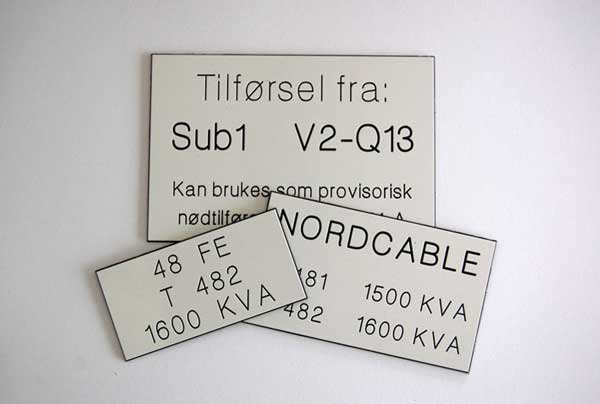 Tilførsel fra:
Sub1 V2-Q13
Kan brukes som provisorisk
NORDCABLE
1500 KVA
482 1600 KVA
48 FE
T 482
1600 KVA